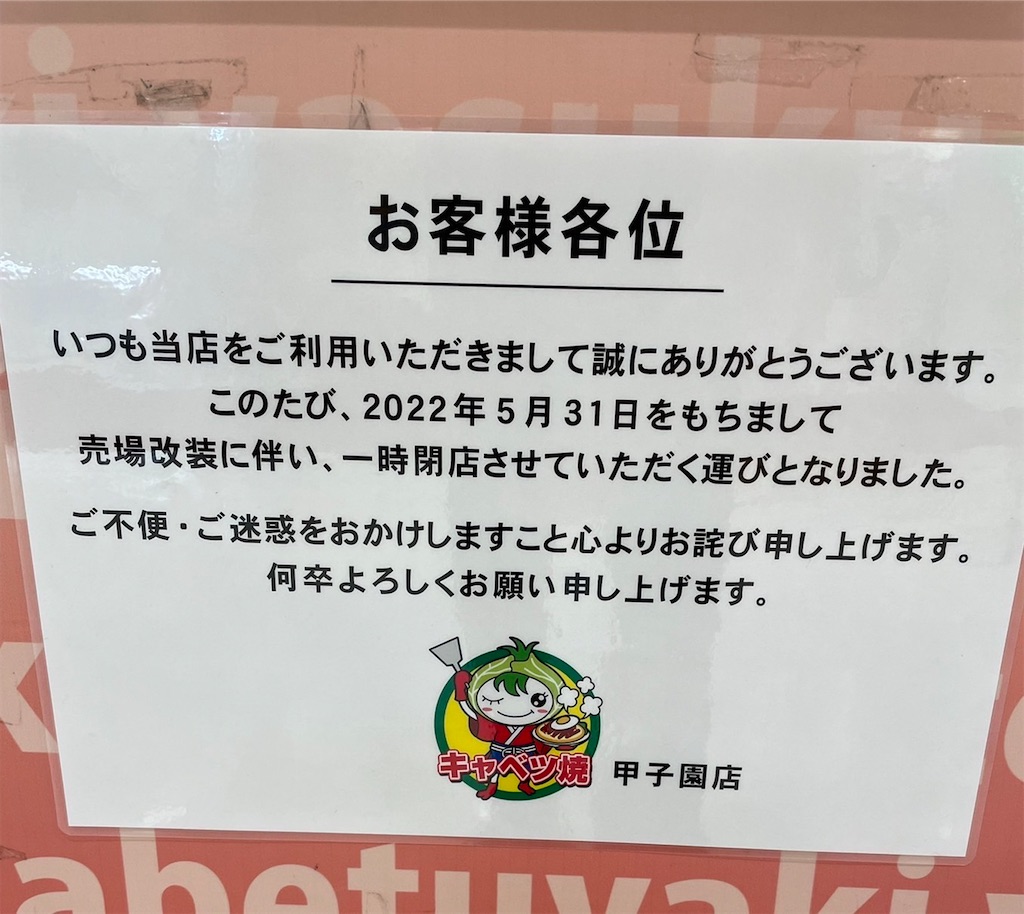 ki yasuku
お客様各位
いつも当店をご利用いただきまして誠にありがとうございます。
このたび、2022年5月31日をもちまして
売場改装に伴い、一時閉店させていただく運びとなりました。
ご不便・ご迷惑をおかけしますこと心よりお詫び申し上げます。
何卒よろしくお願い申し上げます。
キャベツ焼 甲子園店
abetuyaki